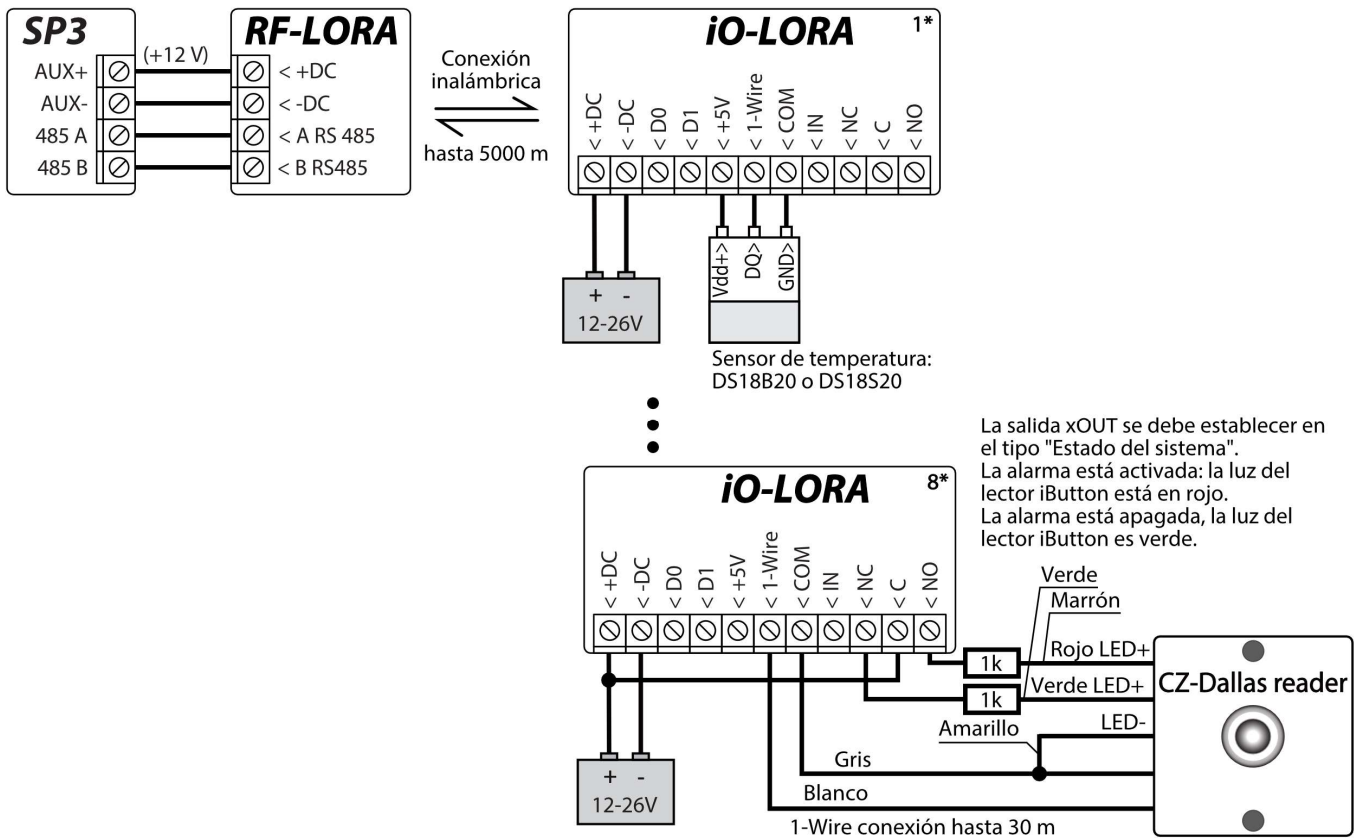 SP3
AUX+
AUX-
485 A
485 B
(+12 V)
RF-LORA
< +DC
< -DC
< A RS 485
< B RS485
Conexión
inalámbrica
hasta 5000 m
iO-LORA 1*
< +DC
< -DC
< D0
< D1
< +5V
< 1-Wire
< COM
< IN
< NC
< C
< NO
+ -
12-26V
Vdd+>
DQ>
GND>
Sensor de temperatura:
DS18B20 o DS18S20
La salida xOUT se debe establecer en
el tipo "Estado del sistema".
La alarma está activada: la luz del
lector iButton está en rojo.
La alarma está apagada, la luz del
lector iButton es verde.
iO-LORA 8*
< +DC
< -DC
< D0
< D1
< +5V
< 1-Wire
< COM
< IN
< NC
< C
< NO
+ -
12-26V
Verde
Marrón
1k
Rojo LED+
1k
Verde LED+
Amarillo
LED-
Gris
Blanco
1-Wire conexión hasta 30 m
CZ-Dallas reader